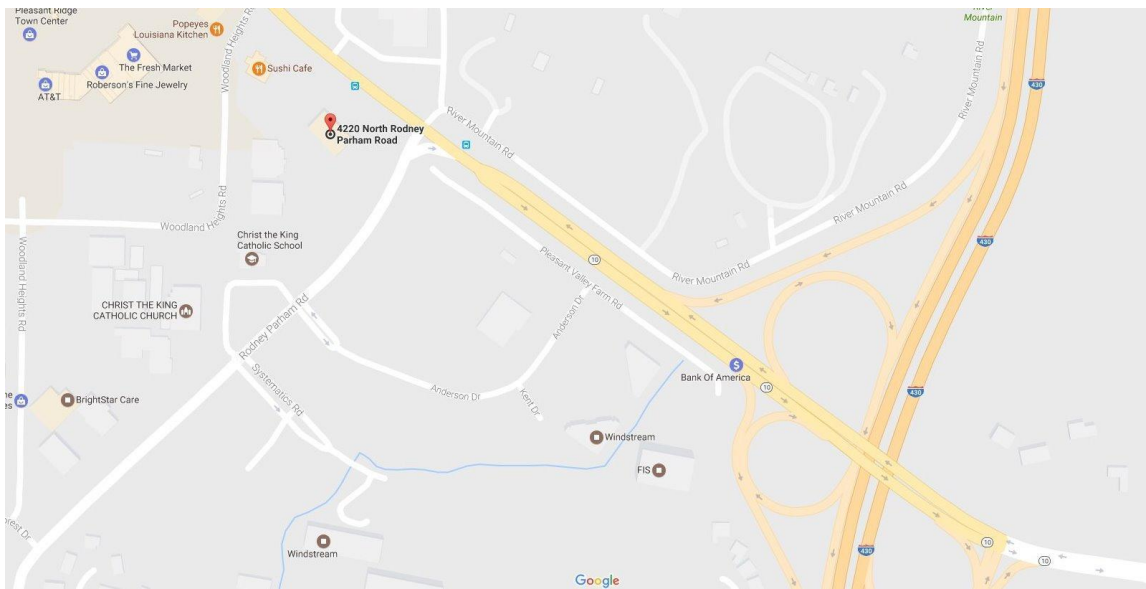 Pleasant Ridge
Town Center
Popeyes
Louisiana Kitchen
Woodland Heights Rd
The Fresh Market
Roberson's Fine Jewelry
AT&T
Sushi Cafe
4220 North Rodney
Parham Road
River Mountain Rd
River
Mountain
River Mountain Rd
430
River Mountain Rd
River Mountain Rd
Woodland Heights Rd
Woodland Heights Rd
Christ the King
Catholic School
CHRIST THE KING
CATHOLIC CHURCH
Rodney Parham Rd
Pleasant Valley Farm Rd
10
430
Anderson Dr
Anderson Dr
Kent Dr
Systematics Rd
Bank Of America
10
430
BrightStar Care
Windstream
FIS
Windstream
430
10
10
430
Google